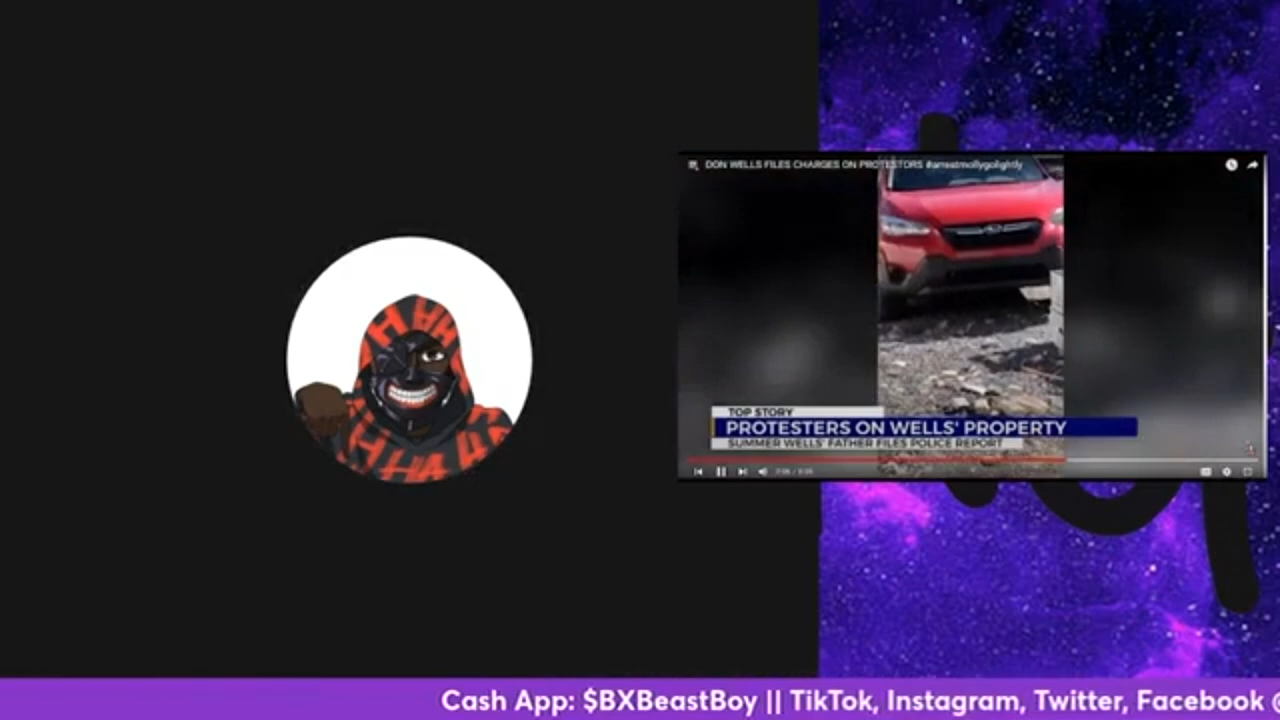 DON WELLS FILES CHARGES ON PROTESTORS #arrestmollygolightly
TOP STORY
PROTESTERS ON WELLS' PROPERTY
SUMMER WELLS' FATHER FILES POLICE REPORT
Cash App: $BXBeastBoy || TikTok, Instagram, Twitter, Facebook @